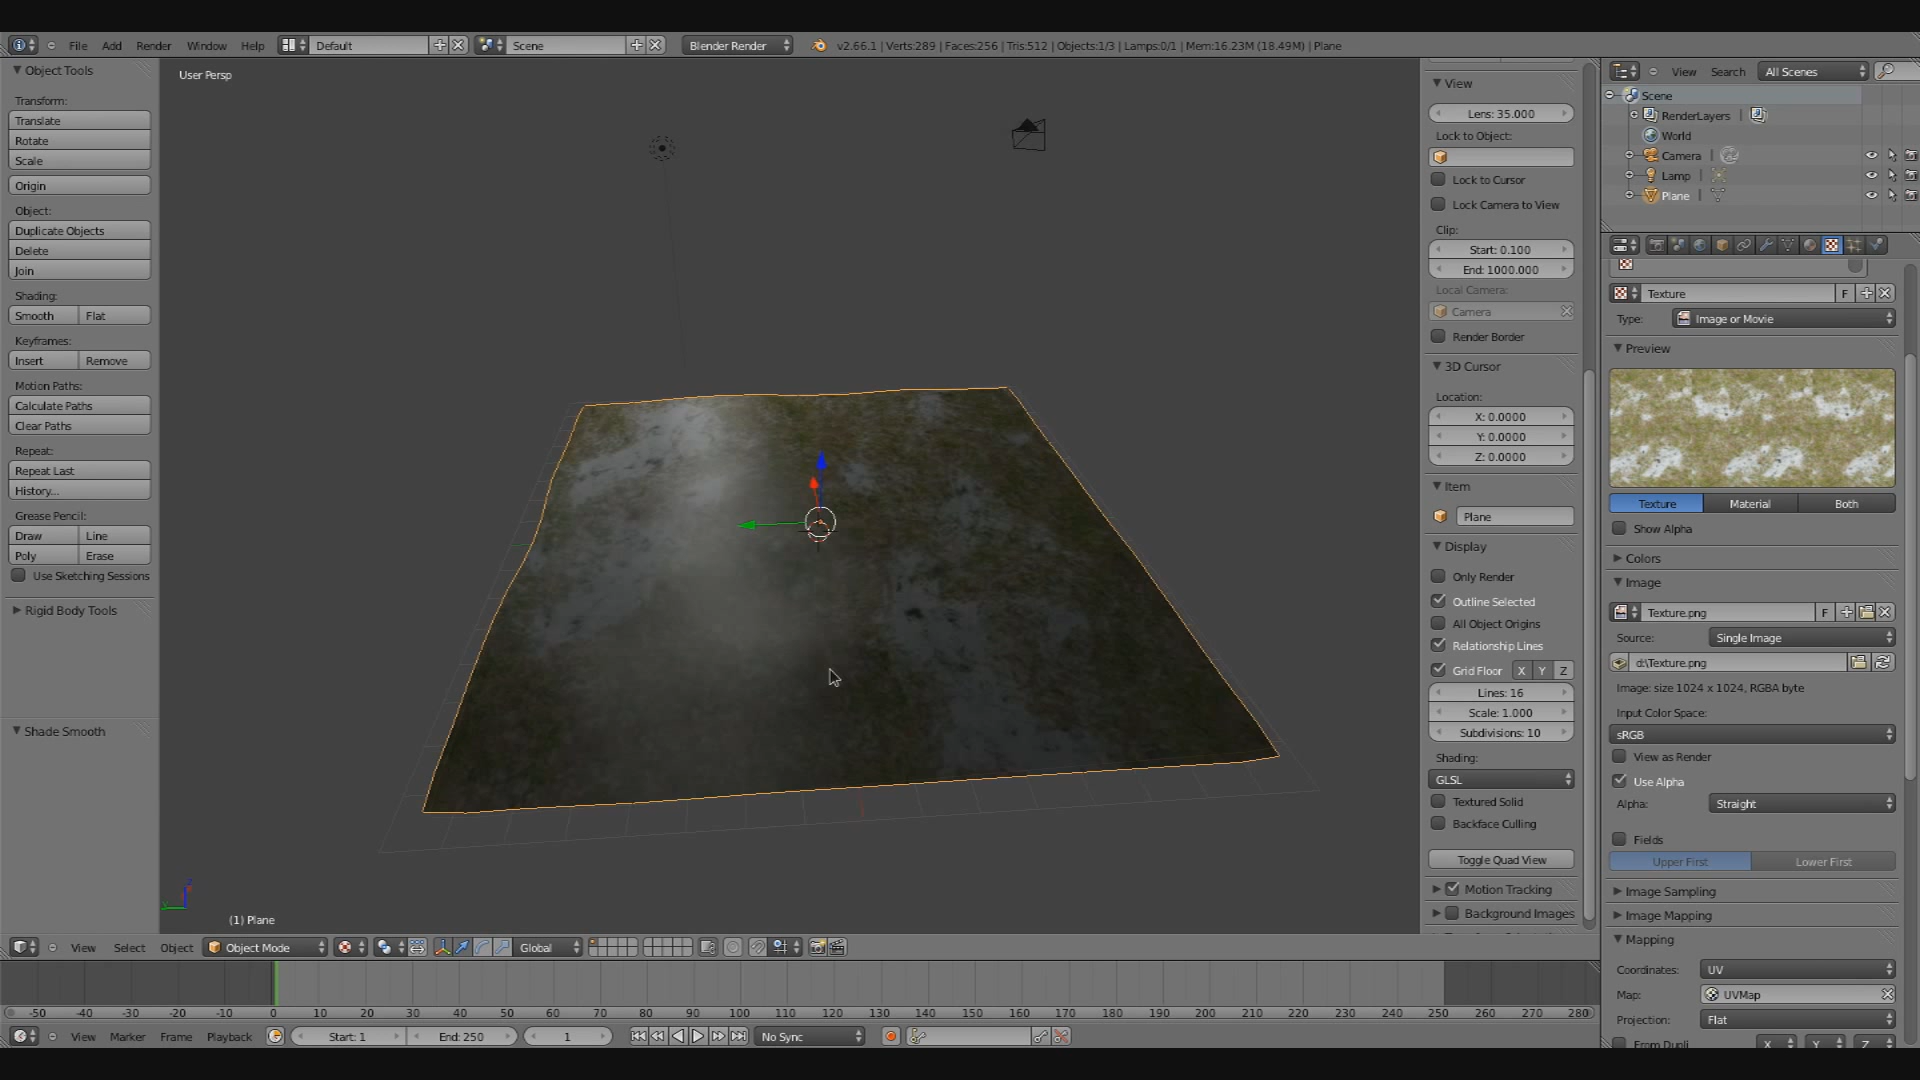 File Add Render Window Help Default Scene Blender Render v2.66.1 | Verts:289 | Faces:256 | Tris:512 | Objects:1/3 | Lamps:0/1 | Mem:16.23M (18.49M) | Plane
Object Tools
Transform:
Translate
Rotate
Scale
Origin
Object:
Duplicate Objects
Delete
Join
Shading:
Smooth Flat
Keyframes:
Insert Remove
Motion Paths:
Calculate Paths
Clear Paths
Repeat:
Repeat Last
History...
Grease Pencil:
Draw Line
Poly Erase
Use Sketching Sessions
Rigid Body Tools
Shade Smooth
User Persp
(1) Plane
View
Lens: 35.000
Lock to Object:
Lock to Cursor
Lock Camera to View
Clip:
Start: 0.100
End: 1000.000
Local Camera:
Camera
Render Border
3D Cursor
Location:
X: 0.0000
Y: 0.0000
Z: 0.0000
Item
Plane
Display
Only Render
Outline Selected
All Object Origins
Relationship Lines
Grid Floor X Y Z
Lines: 16
Scale: 1.000
Subdivisions: 10
Shading:
GLSL
Textured Solid
Backface Culling
Toggle Quad View
Motion Tracking
Background Images
View Search All Scenes
Scene
RenderLayers |
World
Camera |
Lamp |
Plane |
Texture F
Type: Image or Movie
Preview
Texture Material Both
Show Alpha
Colors
Image
Texture.png F
Source: Single Image
d:\Texture.png
Image: size 1024 x 1024, RGBA byte
Input Color Space:
sRGB
View as Render
Use Alpha
Alpha: Straight
Fields
Upper First Lower First
Image Sampling
Image Mapping
Mapping
Coordinates: UV
Map: UVMap
Projection: Flat
From Dupli X Y Z
View Select Object Object Mode Global
-50 -40 -30 -20 -10 0 10 20 30 40 50 60 70 80 90 100 110 120 130 140 150 160 170 180 190 200 210 220 230 240 250 260 270 280
View Marker Frame Playback Start: 1 End: 250 1 No Sync